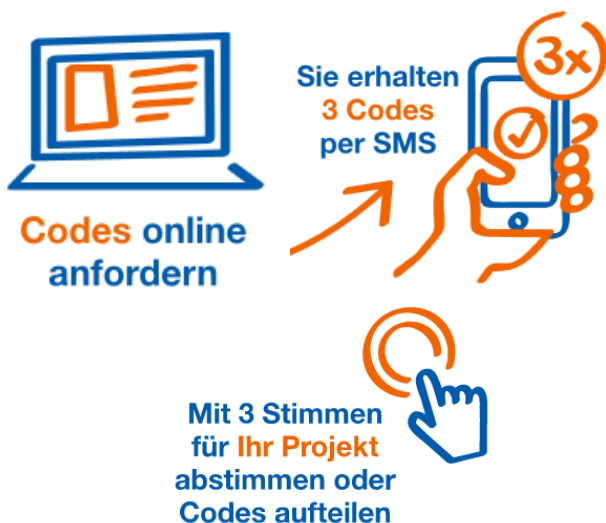 Codes online
anfordern
Sie erhalten
3 Codes
per SMS
3x
Mit 3 Stimmen
für Ihr Projekt
abstimmen oder
Codes aufteilen